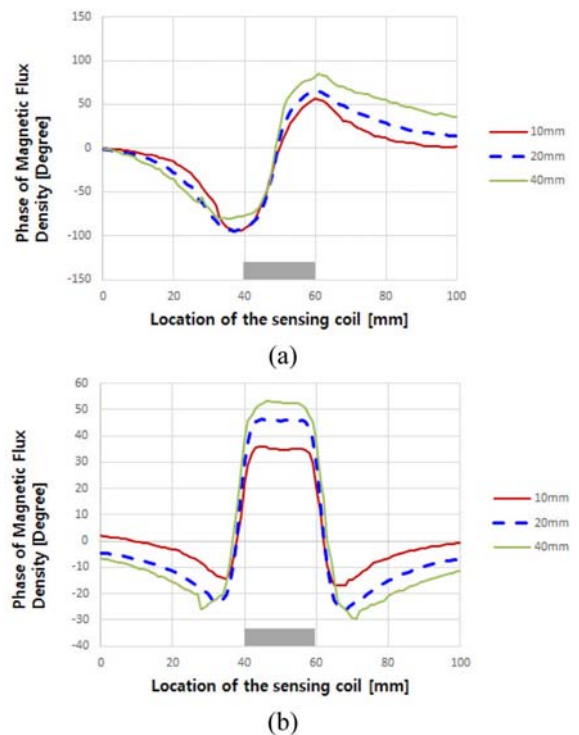 150
100
50
0
-50
-100
-150
0 20 40 60 80 100
Phase of Magnetic Flux
Density [Degree]
Location of the sensing coil [mm]
10mm
20mm
40mm
(a)
60
50
40
30
20
10
0
-10
-20
-30
-40
0 20 40 60 80 100
Phase of Magnetic Flux
Density [Degree]
Location of the sensing coil [mm]
10mm
20mm
40mm
(b)